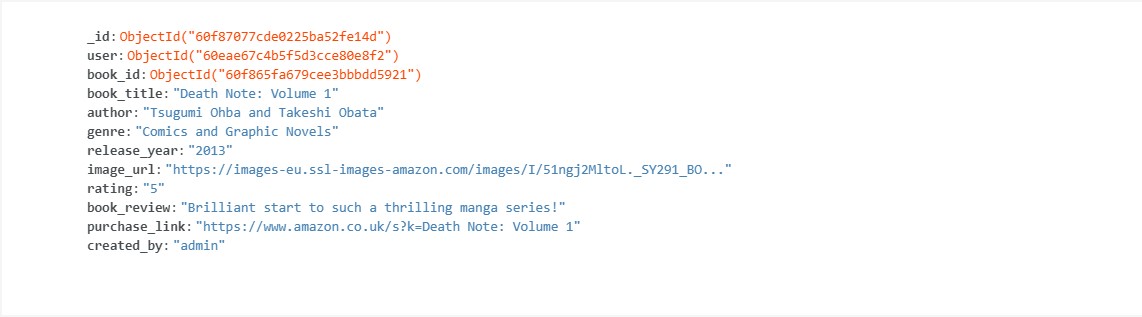 _id: ObjectId("60f87077cde0225ba52fe14d")
user: ObjectId("60eae67c4b5f5d3cce80e8f2")
book_id: ObjectId("60f865fa679cee3bbbdd5921")
book_title: "Death Note: Volume 1"
author: "Tsugumi Ohba and Takeshi Obata"
genre: "Comics and Graphic Novels"
release_year: "2013"
image_url: "https://images-eu.ssl-images-amazon.com/images/I/51ngj2MltoL._SY291_BO..."
rating: "5"
book_review: "Brilliant start to such a thrilling manga series!"
purchase_link: "https://www.amazon.co.uk/s?k=Death Note: Volume 1"
created_by: "admin"